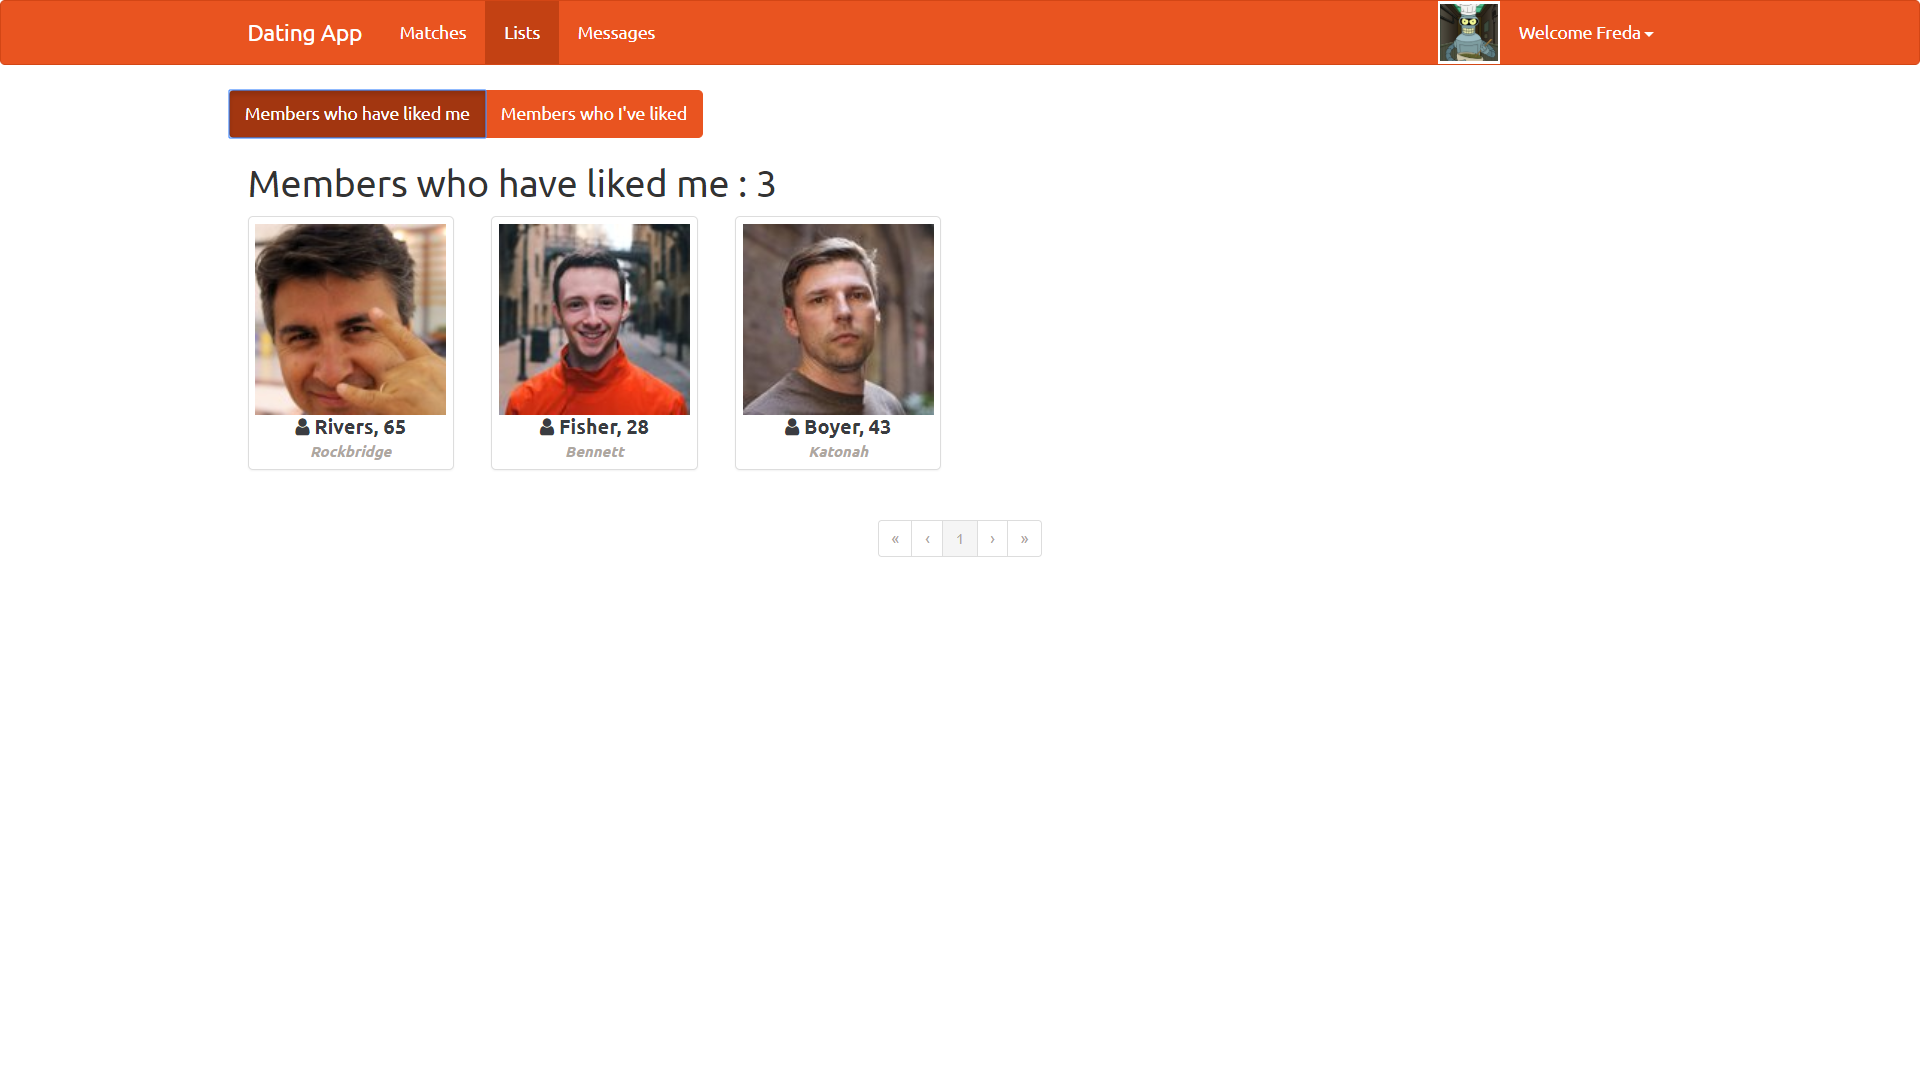 Dating App Matches Lists Messages Welcome Freda
Members who have liked me Members who I've liked
Members who have liked me : 3
Rivers, 65
Rockbridge
Fisher, 28
Bennett
Boyer, 43
Katonah
« ‹ 1 › »